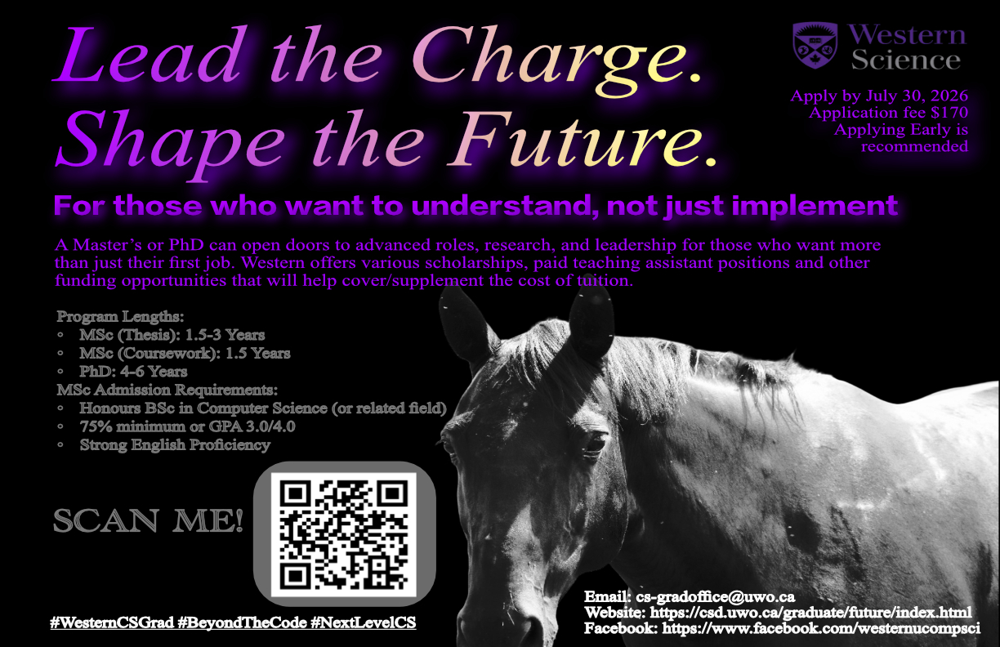 Lead the Charge.
Shape the Future.
Western
Science
Apply by July 30, 2026
Application fee $170
Applying Early is
recommended
For those who want to understand, not just implement
A Master's or PhD can open doors to advanced roles, research, and leadership for those who want more
than just their first job. Western offers various scholarships, paid teaching assistant positions and other
funding opportunities that will help cover/supplement the cost of tuition.
Program Lengths:
◦ MSc (Thesis): 1.5-3 Years
◦ MSc (Coursework): 1.5 Years
◦ PhD: 4-6 Years
MSc Admission Requirements:
◦ Honours BSc in Computer Science (or related field)
◦ 75% minimum or GPA 3.0/4.0
◦ Strong English Proficiency
SCAN ME!
#WesternCSGrad #BeyondTheCode #NextLevelCS
Email: cs-gradoffice@uwo.ca
Website: https://csd.uwo.ca/graduate/future/index.html
Facebook: https://www.facebook.com/westernucompsci